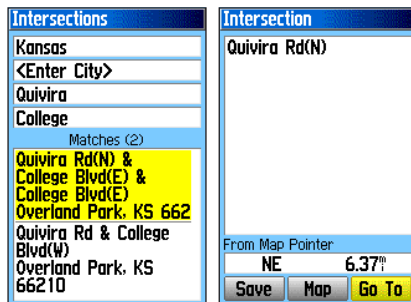 Intersections
Kansas
<Enter City>
Quivira
College
Matches (2)
Quivira Rd(N) &
College Blvd(E) &
College Blvd(E)
Overland Park, KS 662
Quivira Rd & College
Blvd(W)
Overland Park, KS
66210
Intersection
Quivira Rd(N)
From Map Pointer
NE 6.37m
Save Map Go To